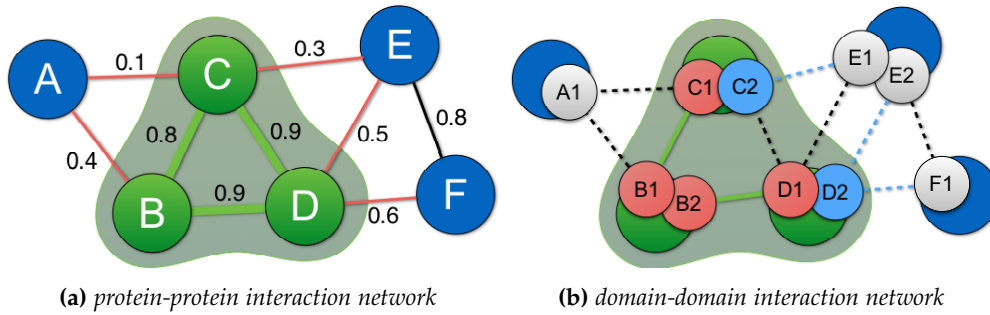 A
0.1
C
0.3
E
0.4
0.8
0.9
0.5
0.8
B
0.9
D
0.6
F
A1
C1
C2
E1
E2
B1
B2
D1
D2
F1
(a) protein-protein interaction network
(b) domain-domain interaction network